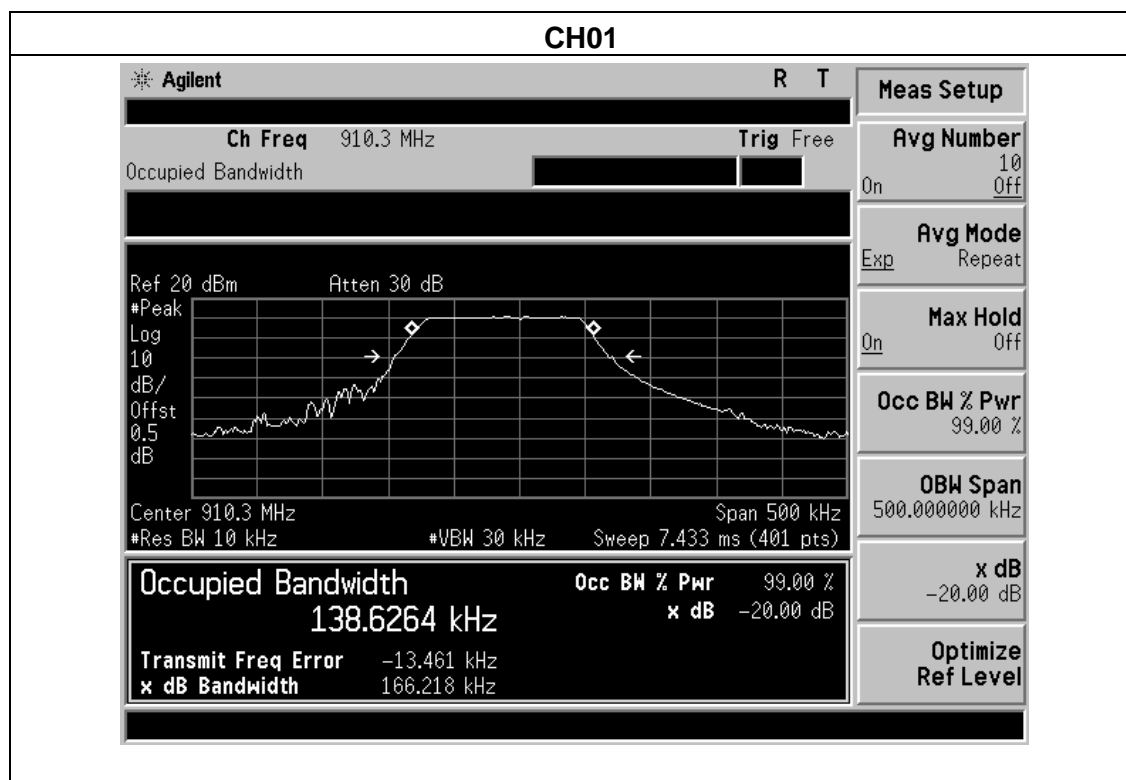 CH01
Agilent R T
Ch Freq 910.3 MHz Trig Free
Occupied Bandwidth
Ref 20 dBm Atten 30 dB
#Peak
Log
10
dB/
Offst
0.5
dB
Center 910.3 MHz Span 500 kHz
#Res BW 10 kHz #VBW 30 kHz Sweep 7.433 ms (401 pts)
Occupied Bandwidth Occ BW % Pwr 99.00 %
138.6264 kHz x dB -20.00 dB
Transmit Freq Error -13.461 kHz
x dB Bandwidth 166.218 kHz
Meas Setup
Avg Number
10
On Off
Avg Mode
Exp Repeat
Max Hold
On Off
Occ BW % Pwr
99.00 %
OBW Span
500.000000 kHz
x dB
-20.00 dB
Optimize
Ref Level